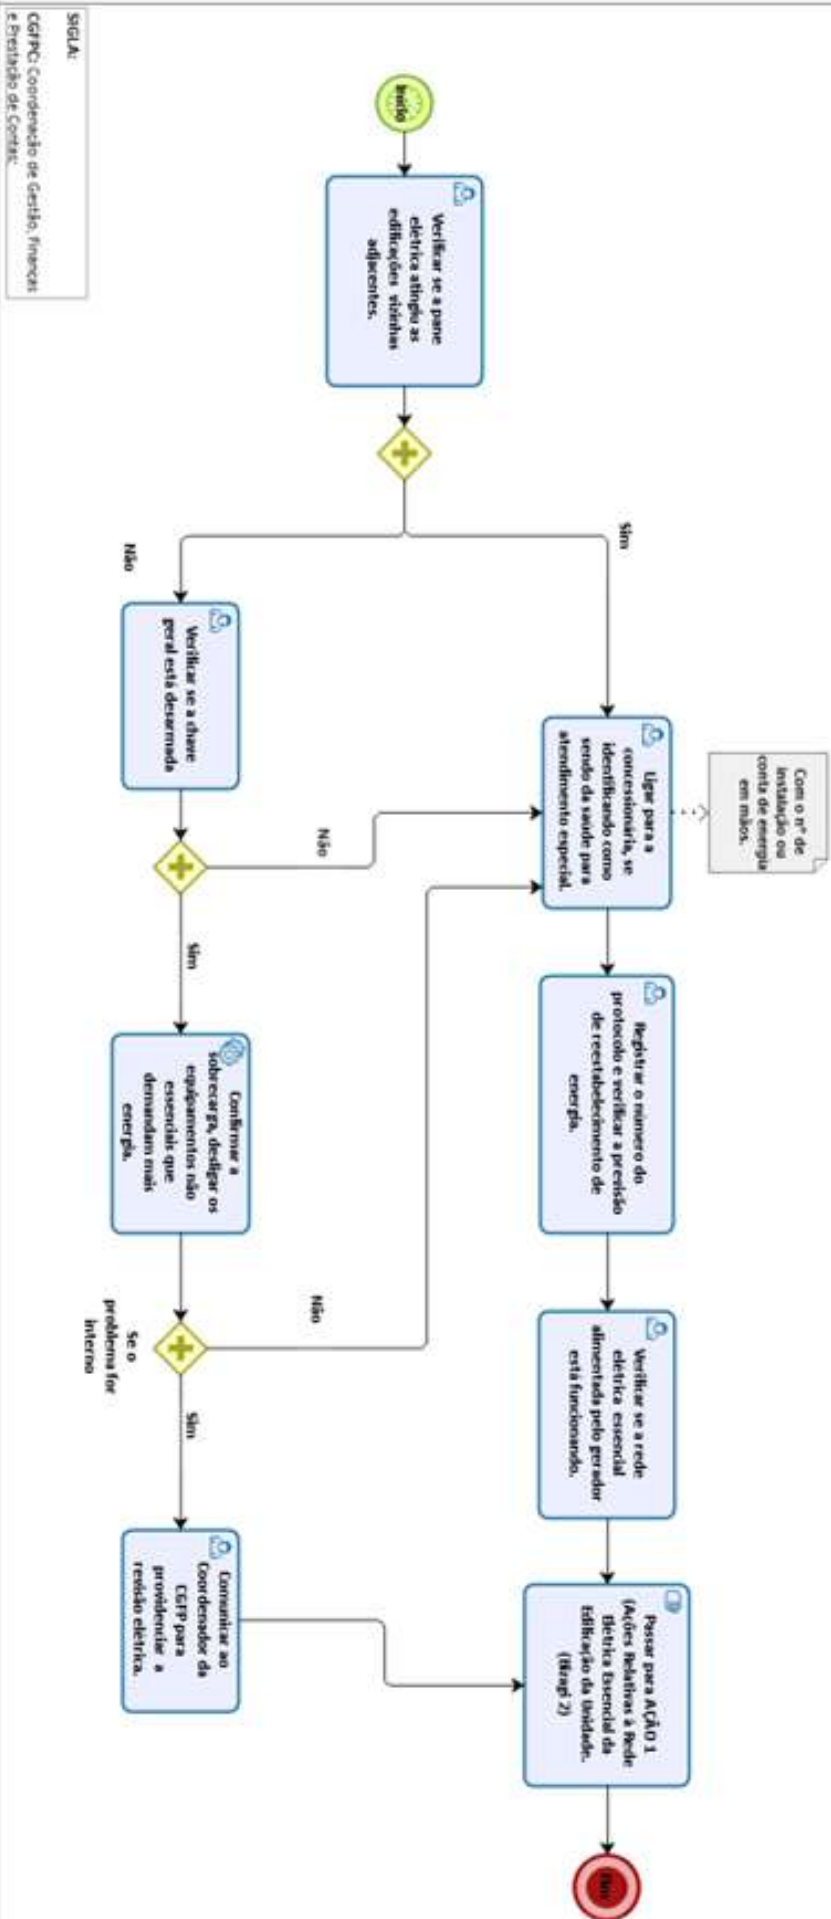 Início
Verificar se a pane
elétrica atingiu as
edificações vizinhas
adjacentes.
Sim
Não
Com o nº de
instalação ou
conta de energia
em mãos.
Ligar para a
concessionária, se
identificando como
sendo da saúde para
atendimento especial.
Registrar o número do
protocolo e verificar a previsão
de reestabelecimento de
energia.
Verificar se a rede
elétrica essencial
alimentada pelo gerador
está funcionando.
Passar para AÇÃO 1
(Ações Relativas à Rede
Elétrica Essencial da
Edificação da Unidade.
(Bizagi 2)
Fim
Verificar se a chave
geral está desarmada
Não
Sim
Confirmar a
sobrecarga, desligar os
equipamentos não
essenciais que
demandam mais
energia.
Não
Se o
problema for
interno
Sim
Comunicar ao
Coordenador da
CGFP para
providenciar a
revisão elétrica.
SIGLA:
CGFPC: Coordenação de Gestão, Finanças
e Prestação de Contas;